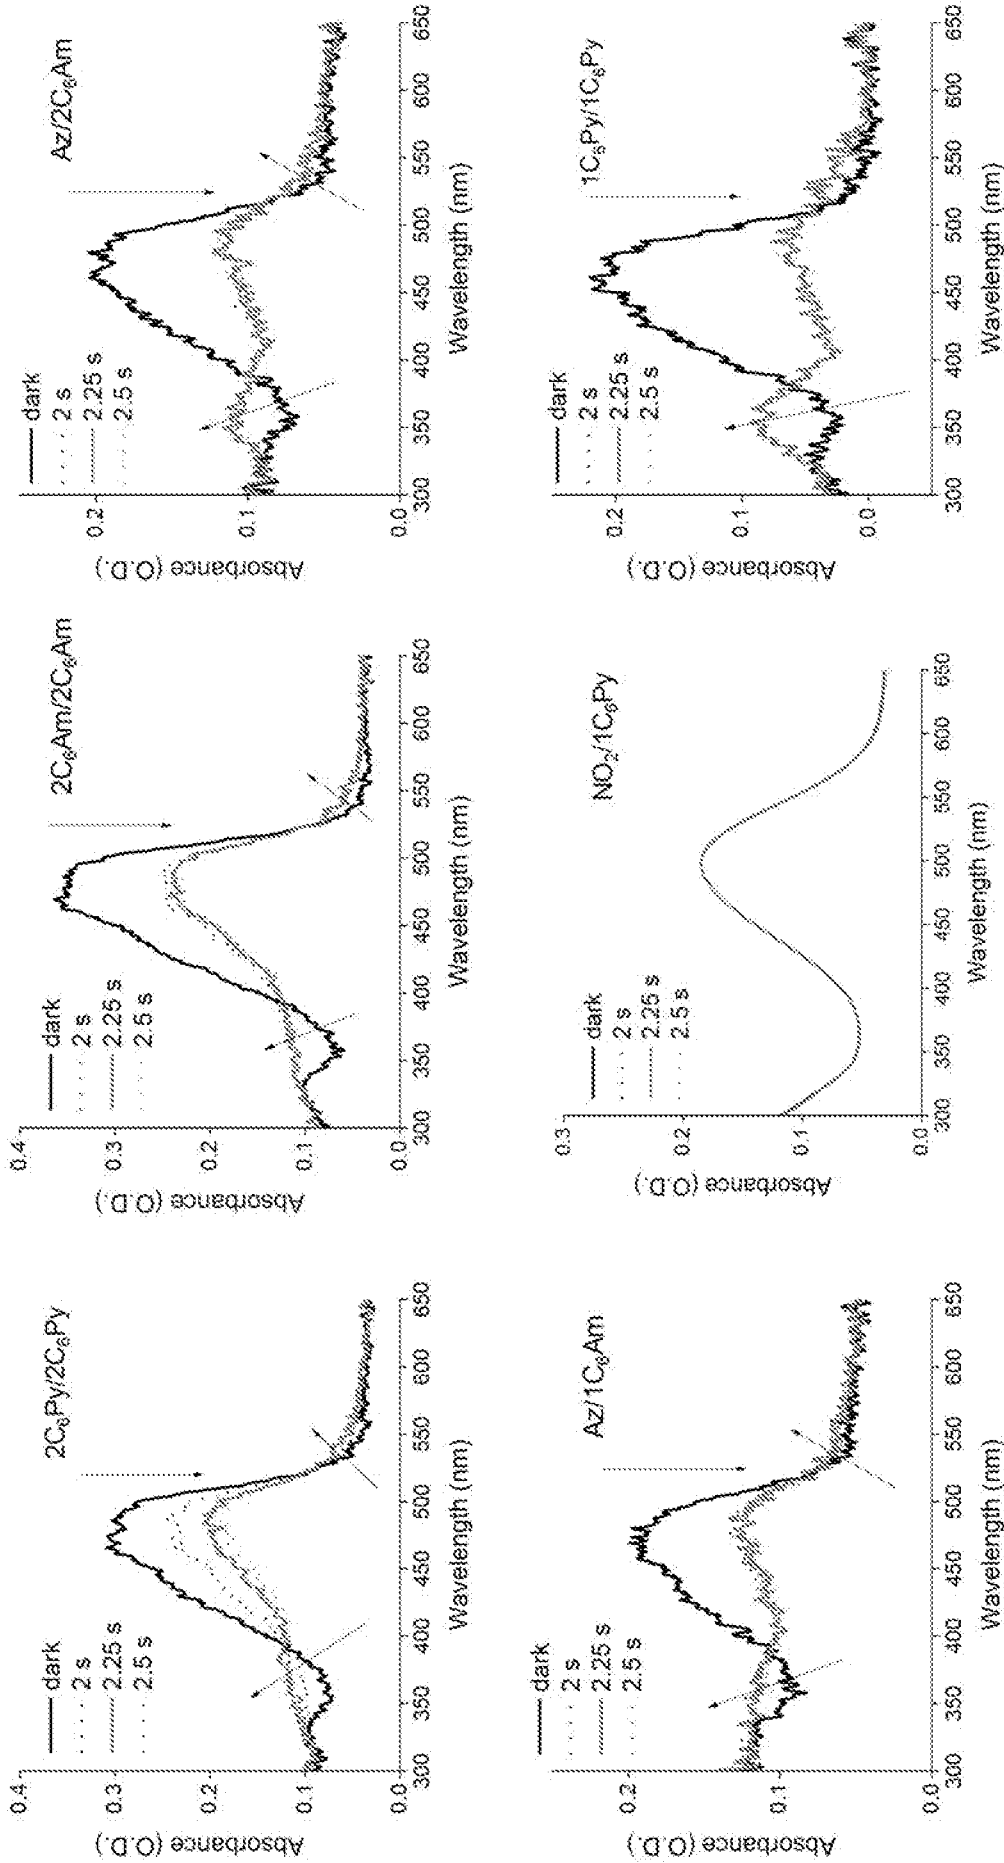 2C₆Py/2C₆Py
dark
2 s
2.25 s
2.5 s
Absorbance (O.D.)
0.4
0.3
0.2
0.1
0.0
300 350 400 450 500 550 600 650
Wavelength (nm)
2C₆Am/2C₆Am
dark
2 s
2.25 s
2.5 s
Absorbance (O.D.)
0.4
0.3
0.2
0.1
0.0
300 350 400 450 500 550 600 650
Wavelength (nm)
Az/2C₆Am
dark
2 s
2.25 s
2.5 s
Absorbance (O.D.)
0.2
0.1
0.0
300 350 400 450 500 550 600 650
Wavelength (nm)
Az/1C₆Am
dark
2 s
2.25 s
2.5 s
Absorbance (O.D.)
0.2
0.1
0.0
300 350 400 450 500 550 600 650
Wavelength (nm)
NO₂/1C₆Py
dark
2 s
2.25 s
2.5 s
Absorbance (O.D.)
0.3
0.2
0.1
0.0
300 350 400 450 500 550 600 650
Wavelength (nm)
1C₆Py/1C₆Py
dark
2 s
2.25 s
2.5 s
Absorbance (O.D.)
0.2
0.1
0.0
300 350 400 450 500 550 600 650
Wavelength (nm)